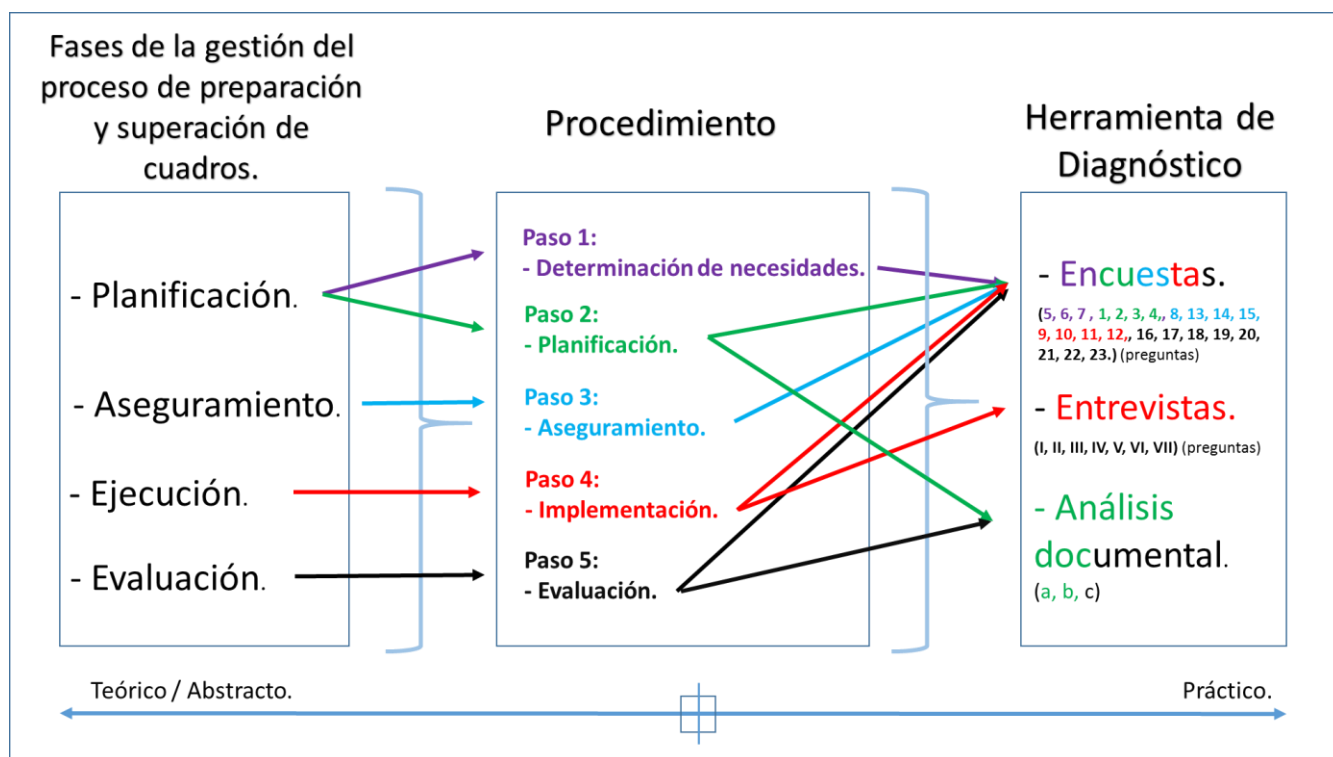 Fases de la gestión del
proceso de preparación
y superación de
cuadros.
- Planificación.
- Aseguramiento.
- Ejecución.
- Evaluación.
Procedimiento
Paso 1:
- Determinación de necesidades.
Paso 2:
- Planificación.
Paso 3:
- Aseguramiento.
Paso 4:
- Implementación.
Paso 5:
- Evaluación.
Herramienta de
Diagnóstico
- Encuestas.
(5, 6, 7 , 1, 2, 3, 4,, 8, 13, 14, 15,
9, 10, 11, 12,, 16, 17, 18, 19, 20,
21, 22, 23.) (preguntas)
- Entrevistas.
(I, II, III, IV, V, VI, VII) (preguntas)
- Análisis
documental.
(a, b, c)
Teórico / Abstracto.
Práctico.